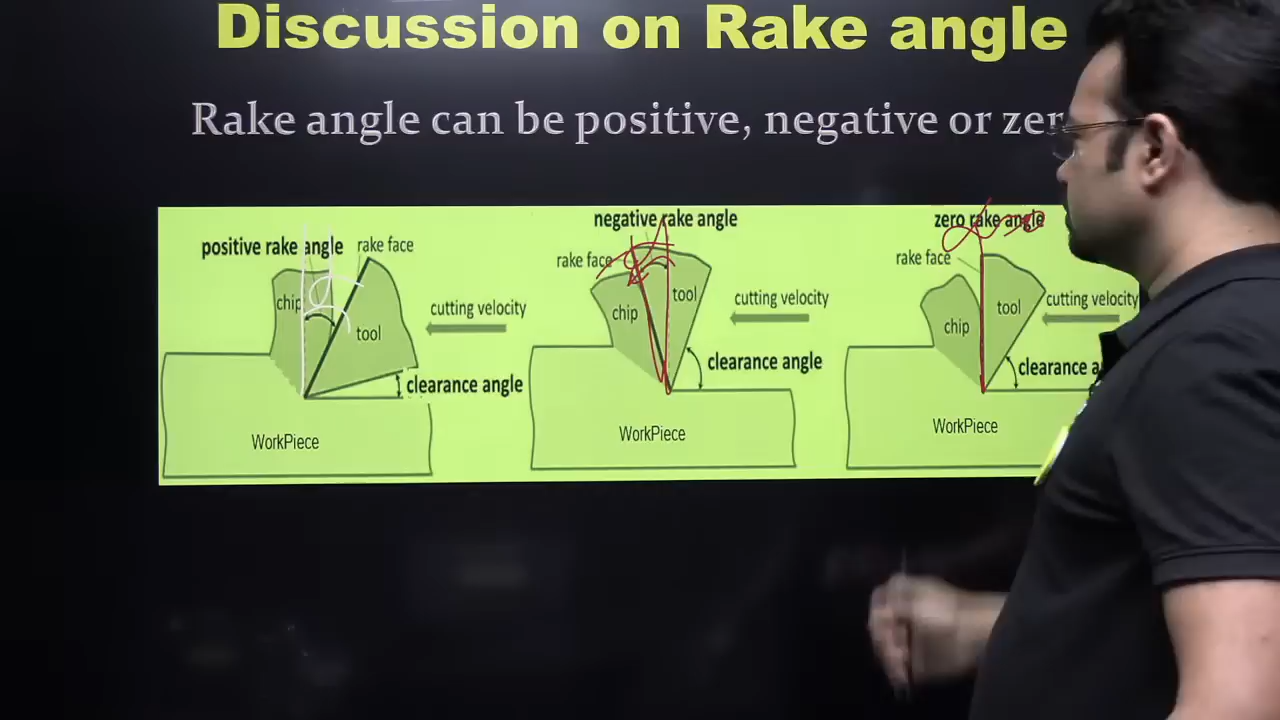 Discussion on Rake angle
Rake angle can be positive, negative or zer
positive rake angle
rake face
chip
tool
cutting velocity
clearance angle
WorkPiece
negative rake angle
rake face
chip
tool
cutting velocity
clearance angle
WorkPiece
zero rake angle
rake face
chip
tool
cutting velocity
clearance a
WorkPiece